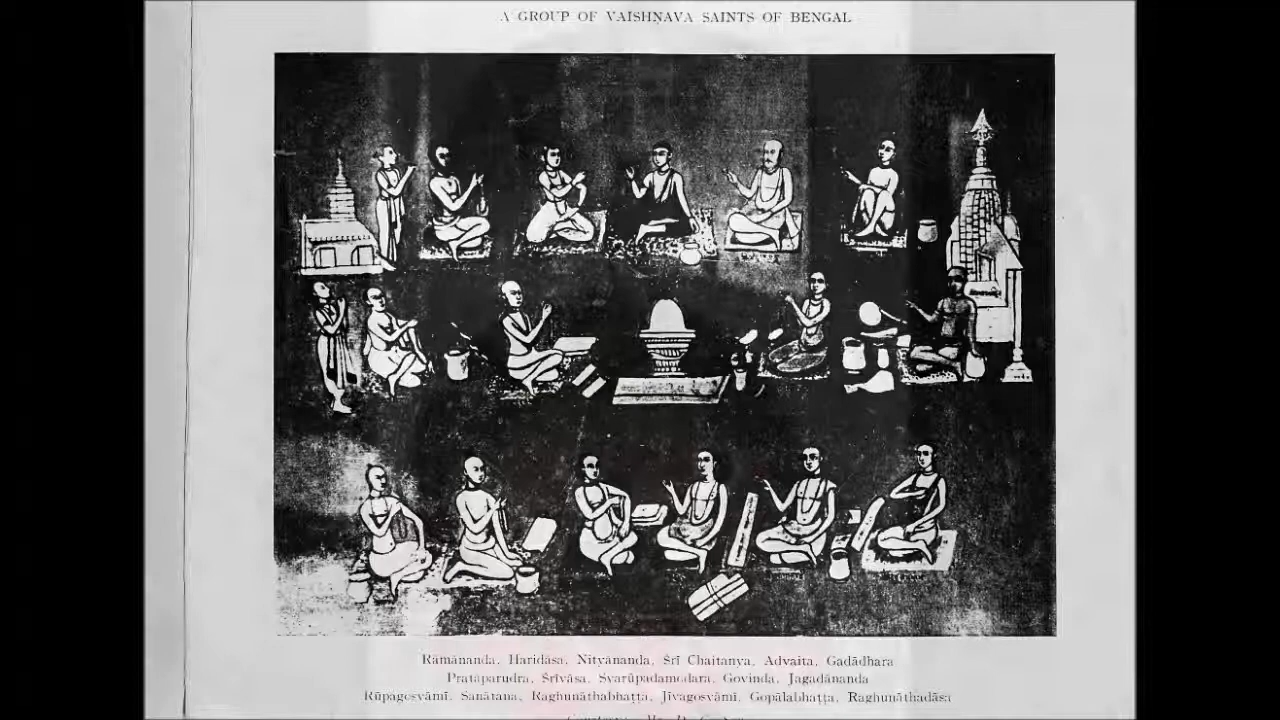 A GROUP OF VAISHṆAVA SAINTS OF BENGAL
Rāmānanda, Haridāsa, Nityānanda, Śrī Chaitanya, Advaita, Gadādhara
Pratāparudra, Śrīvāsa, Svarūpadamodara, Govinda, Jagadānanda
Rūpagosvāmī, Sanātana, Raghunāthabhaṭṭa, Jīvagosvāmī, Gopālabhaṭṭa, Raghunāthadāsa